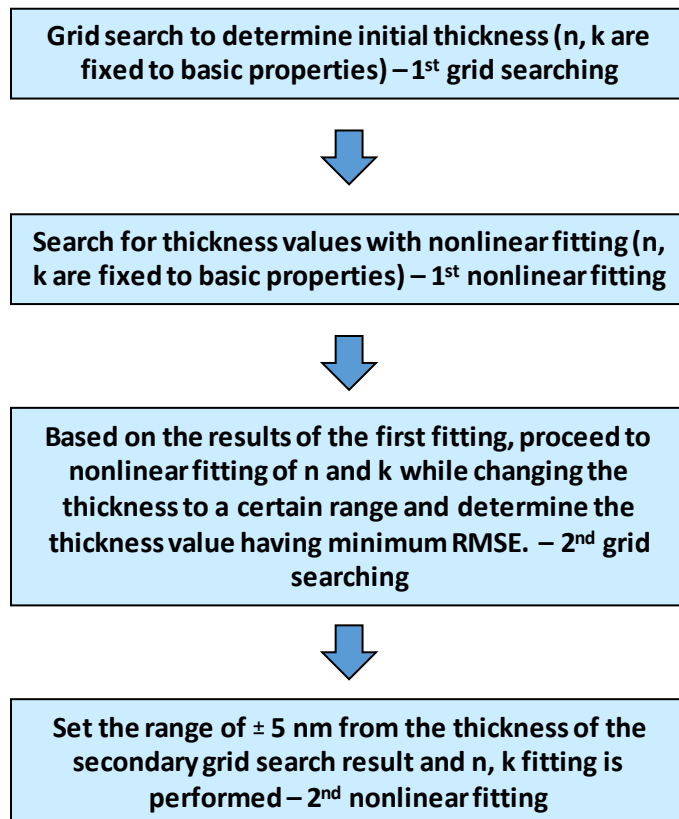 Grid search to determine initial thickness (n, k are
fixed to basic properties) – 1st grid searching
Search for thickness values with nonlinear fitting (n,
k are fixed to basic properties) – 1st nonlinear fitting
Based on the results of the first fitting, proceed to
nonlinear fitting of n and k while changing the
thickness to a certain range and determine the
thickness value having minimum RMSE. – 2nd grid
searching
Set the range of ± 5 nm from the thickness of the
secondary grid search result and n, k fitting is
performed – 2nd nonlinear fitting